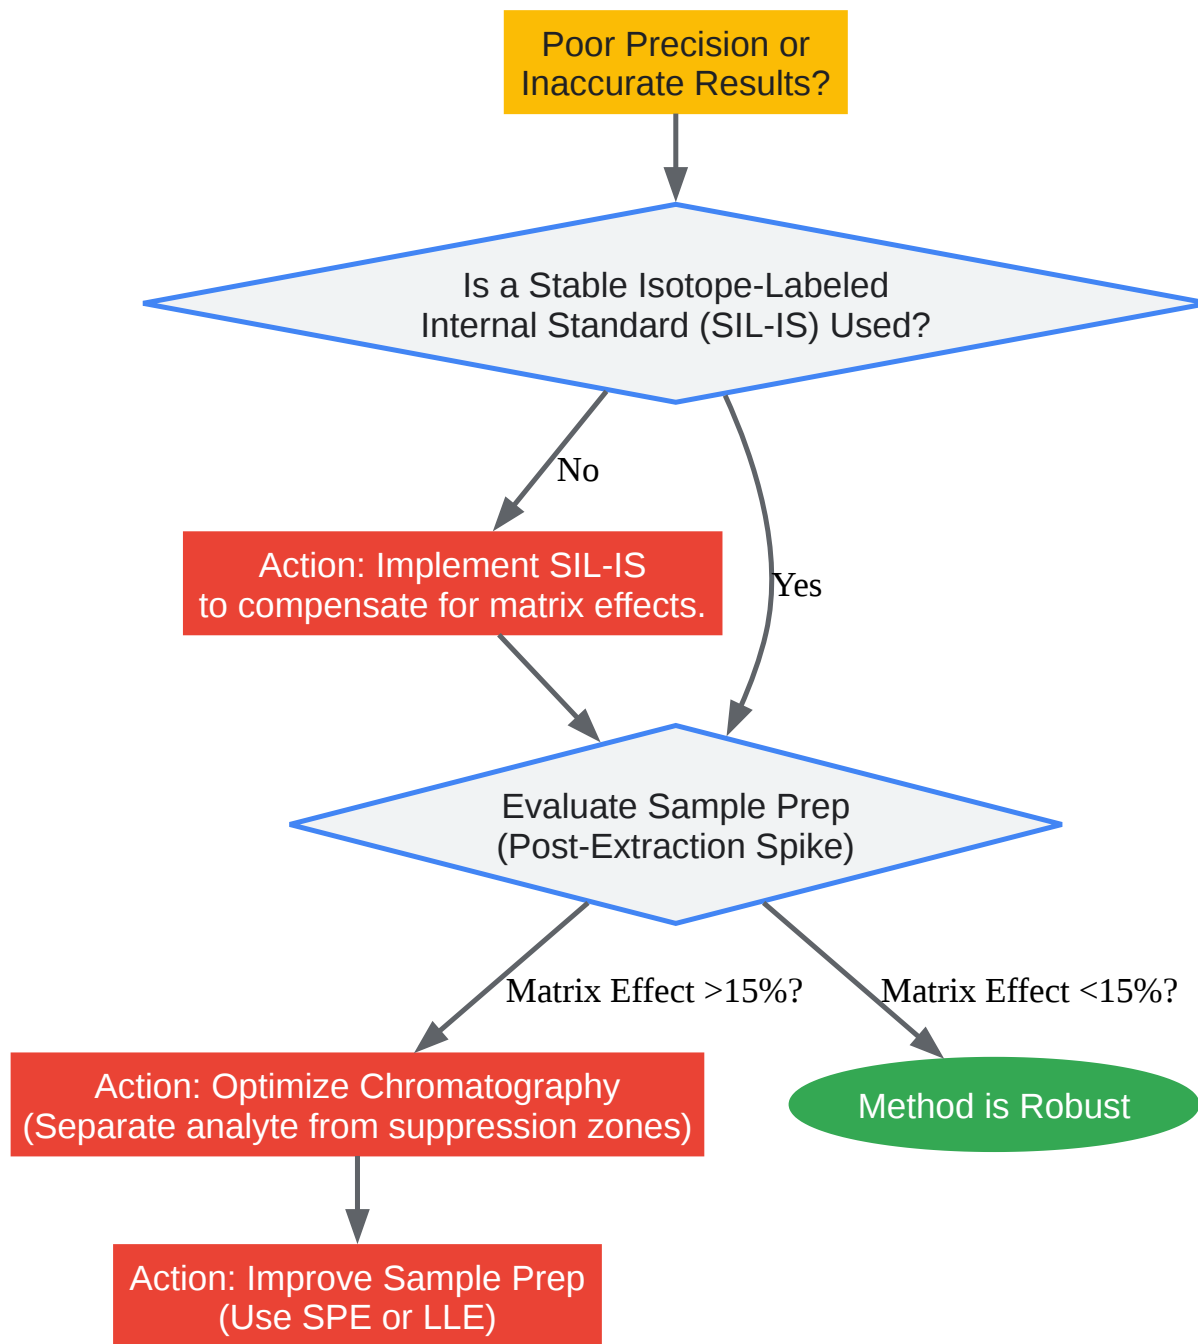 Poor Precision or
Inaccurate Results?
Is a Stable Isotope-Labeled
Internal Standard (SIL-IS) Used?
No
Action: Implement SIL-IS
to compensate for matrix effects.
Yes
Evaluate Sample Prep
(Post-Extraction Spike)
Matrix Effect >15%?
Matrix Effect <15%?
Action: Optimize Chromatography
(Separate analyte from suppression zones)
Method is Robust
Action: Improve Sample Prep
(Use SPE or LLE)